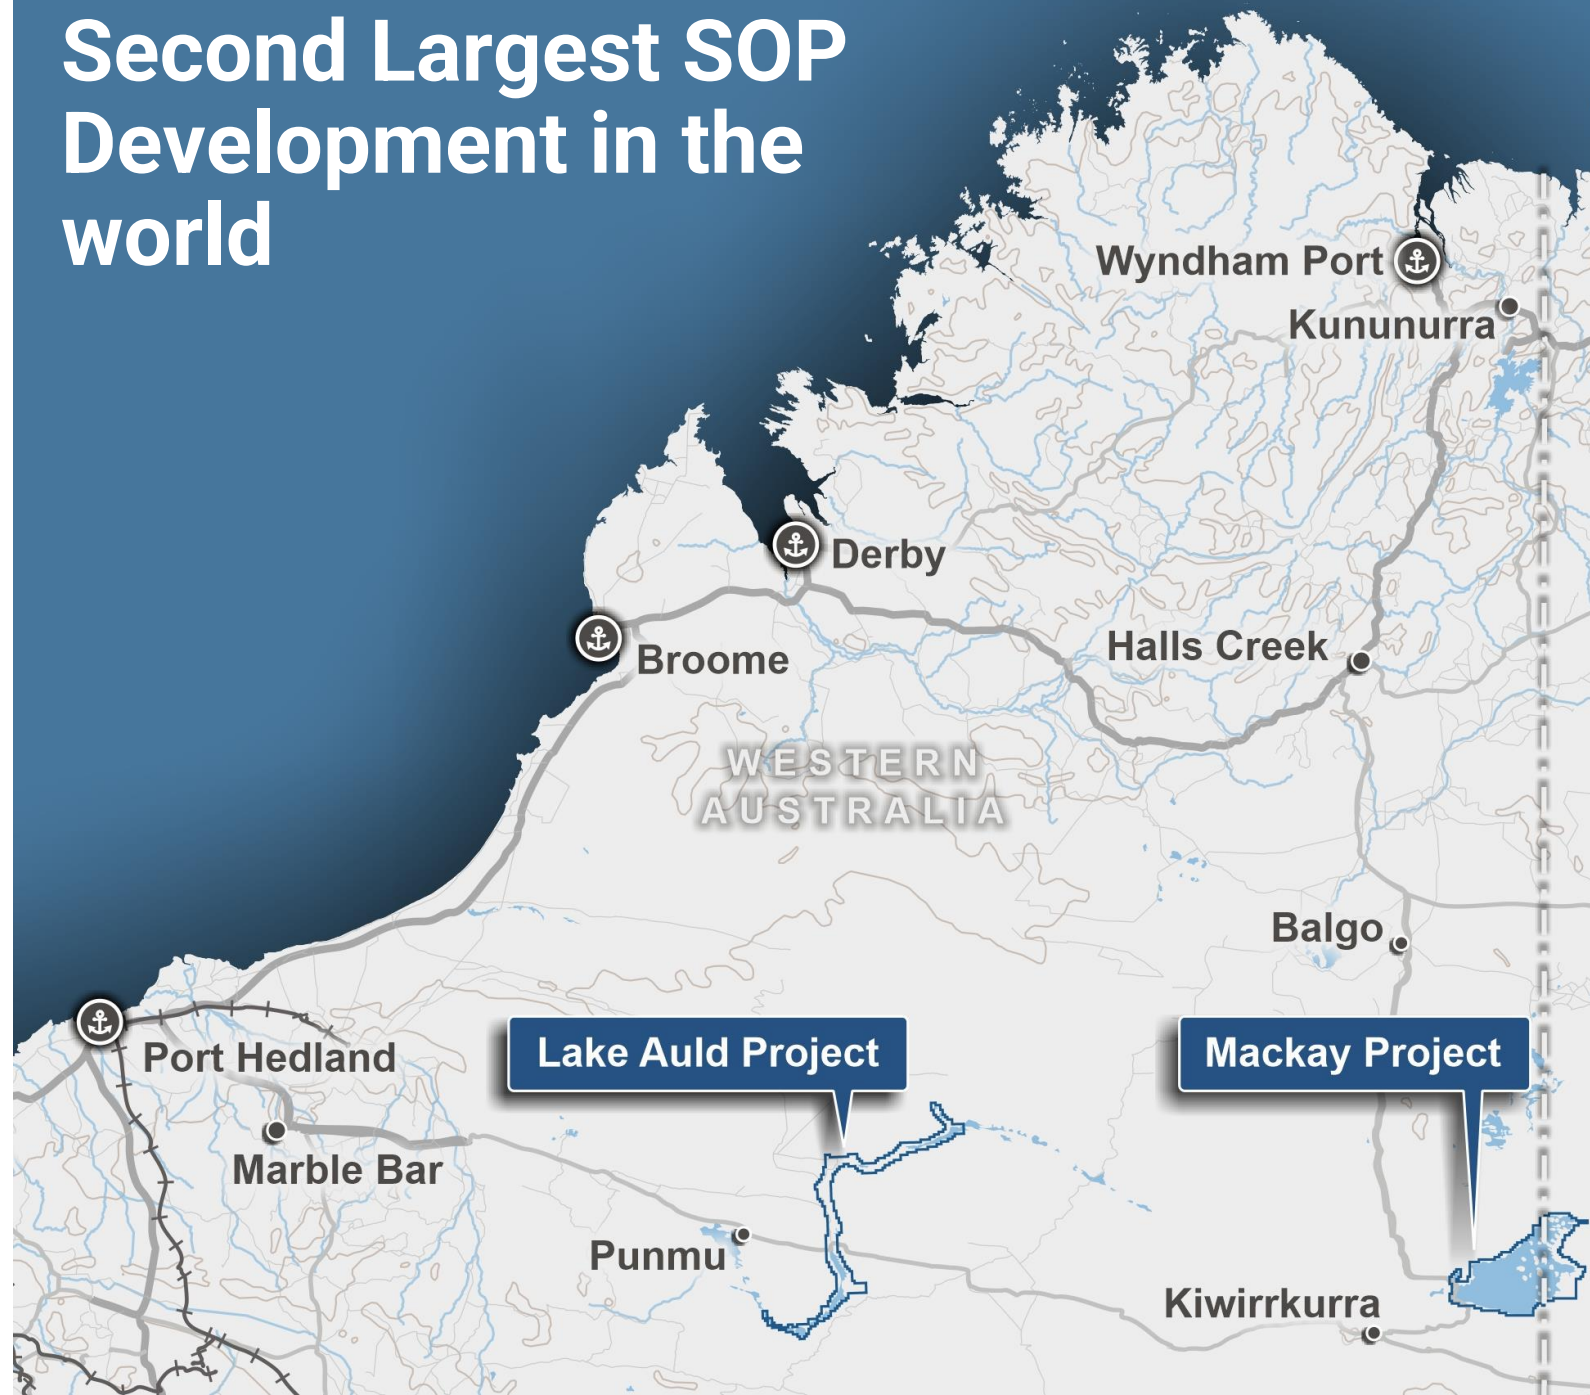 Second Largest SOP
Development in the
world
Wyndham Port
Kununurra
Derby
Halls Creek
Broome
WESTERN
AUSTRALIA
Balgo
Lake Auld Project
Mackay Project
Port Hedland
Marble Bar
Punmu
Kiwirrkurra